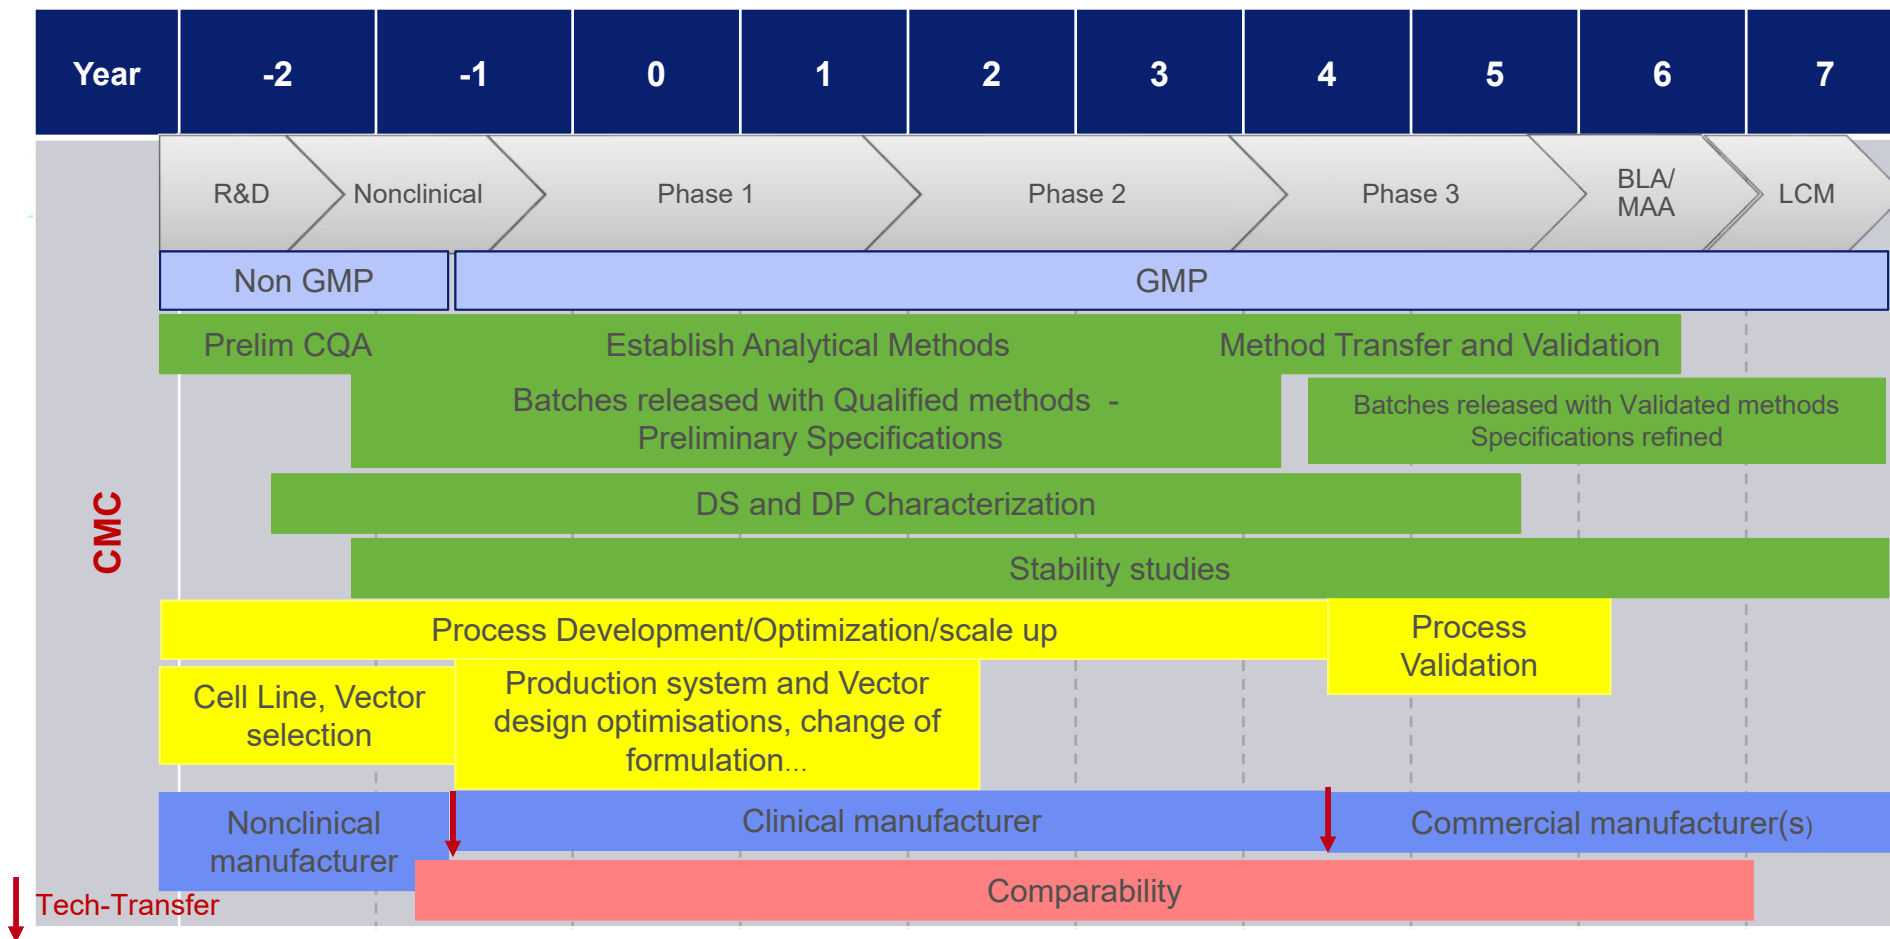 Year -2 -1 0 1 2 3 4 5 6 7
R&D Nonclinical Phase 1 Phase 2 Phase 3 BLA/
MAA LCM
Non GMP GMP
Prelim CQA Establish Analytical Methods Method Transfer and Validation
Batches released with Qualified methods -
Preliminary Specifications
Batches released with Validated methods
Specifications refined
DS and DP Characterization
CMC
Stability studies
Process Development/Optimization/scale up
Process
Validation
Cell Line, Vector
selection
Production system and Vector
design optimisations, change of
formulation...
Nonclinical
manufacturer
Clinical manufacturer
Commercial manufacturer(s)
Comparability
Tech-Transfer